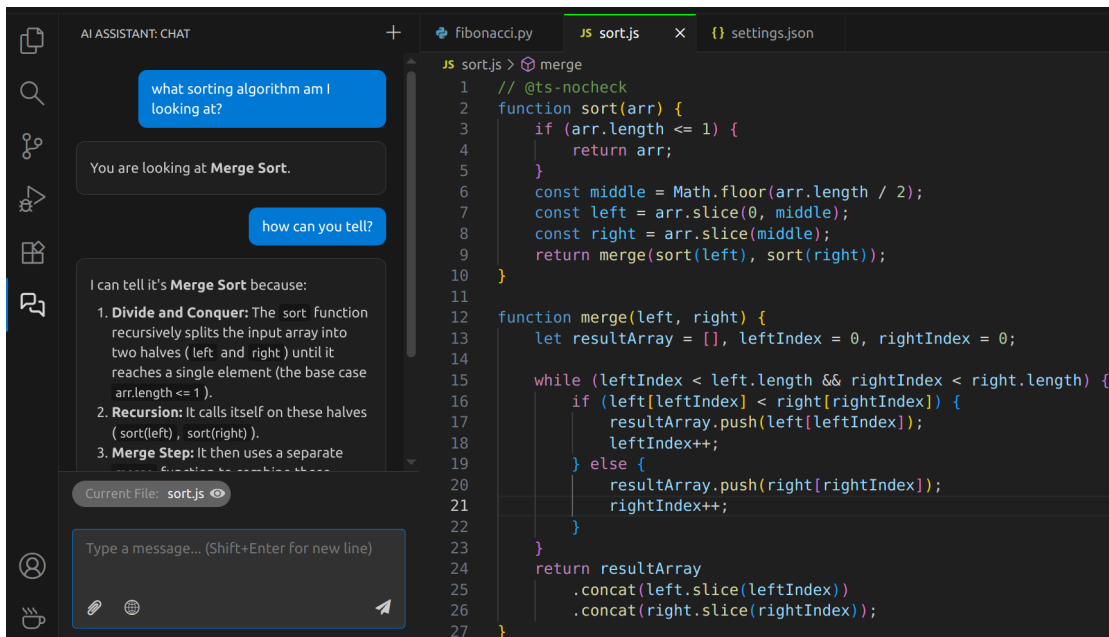 AI ASSISTANT: CHAT
what sorting algorithm am I
looking at?
You are looking at Merge Sort.
how can you tell?
I can tell it's Merge Sort because:
1. Divide and Conquer: The sort function
recursively splits the input array into
two halves ( left and right ) until it
reaches a single element (the base case
arr.length <= 1 ).
2. Recursion: It calls itself on these halves
( sort(left) , sort(right) ).
3. Merge Step: It then uses a separate
merge function to combine these
Current File: sort.js
Type a message... (Shift+Enter for new line)
fibonacci.py
JS sort.js
{} settings.json
JS sort.js > merge
1 // @ts-nocheck
2 function sort(arr) {
3     if (arr.length <= 1) {
4         return arr;
5     }
6     const middle = Math.floor(arr.length / 2);
7     const left = arr.slice(0, middle);
8     const right = arr.slice(middle);
9     return merge(sort(left), sort(right));
10 }
11
12 function merge(left, right) {
13     let resultArray = [], leftIndex = 0, rightIndex = 0;
14
15     while (leftIndex < left.length && rightIndex < right.length) {
16         if (left[leftIndex] < right[rightIndex]) {
17             resultArray.push(left[leftIndex]);
18             leftIndex++;
19         } else {
20             resultArray.push(right[rightIndex]);
21             rightIndex++;
22         }
23     }
24     return resultArray
25         .concat(left.slice(leftIndex))
26         .concat(right.slice(rightIndex));
27 }